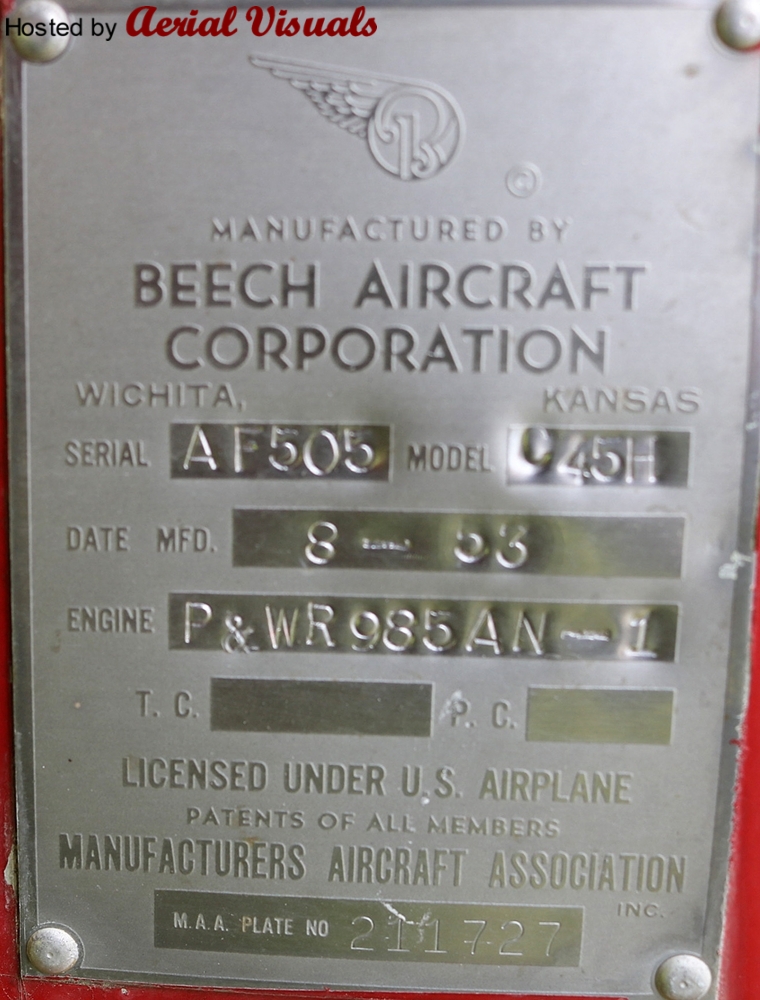 Hosted by Aerial Visuals
B
©
MANUFACTURED BY
BEECH AIRCRAFT
CORPORATION
WICHITA, KANSAS
SERIAL AF505 MODEL C45H
DATE MFD. 8 - 53
ENGINE P&WR985AN-1
T. C. P. C.
LICENSED UNDER U.S. AIRPLANE
PATENTS OF ALL MEMBERS
MANUFACTURERS AIRCRAFT ASSOCIATION
INC.
M.A.A. PLATE NO 211727